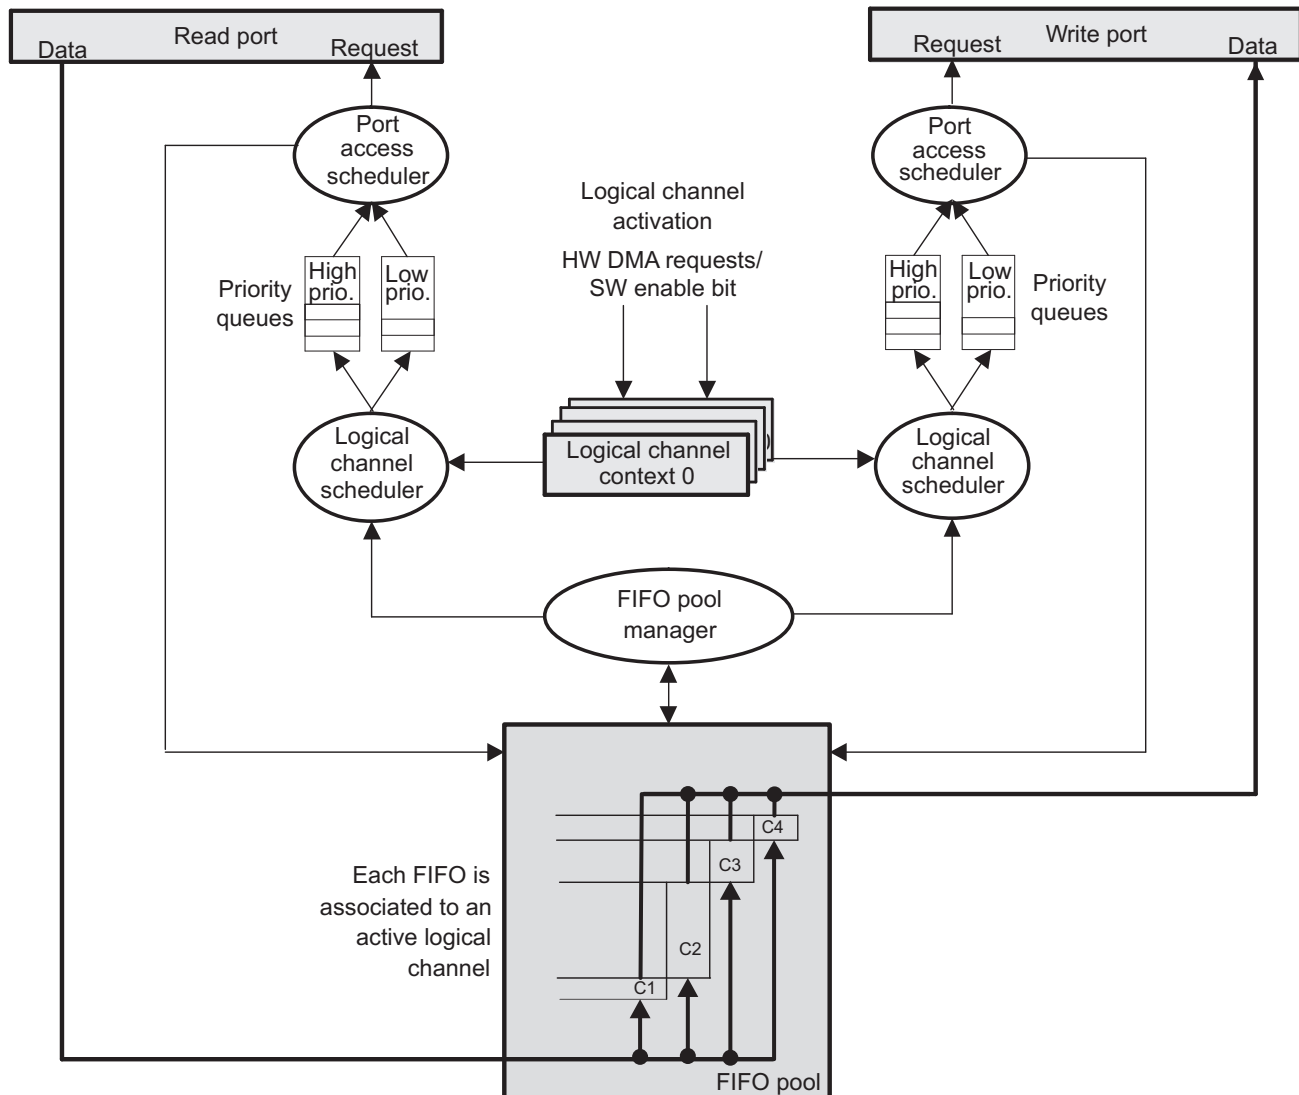 Read port
Data
Request
Write port
Request
Data
Port
access
scheduler
Port
access
scheduler
Logical channel
activation
HW DMA requests/
SW enable bit
Priority
queues
High
prio.
Low
prio.
High
prio.
Low
prio.
Priority
queues
Logical
channel
scheduler
Logical channel
context 0
Logical
channel
scheduler
FIFO pool
manager
Each FIFO is
associated to an
active logical
channel
C4
C3
C2
C1
FIFO pool